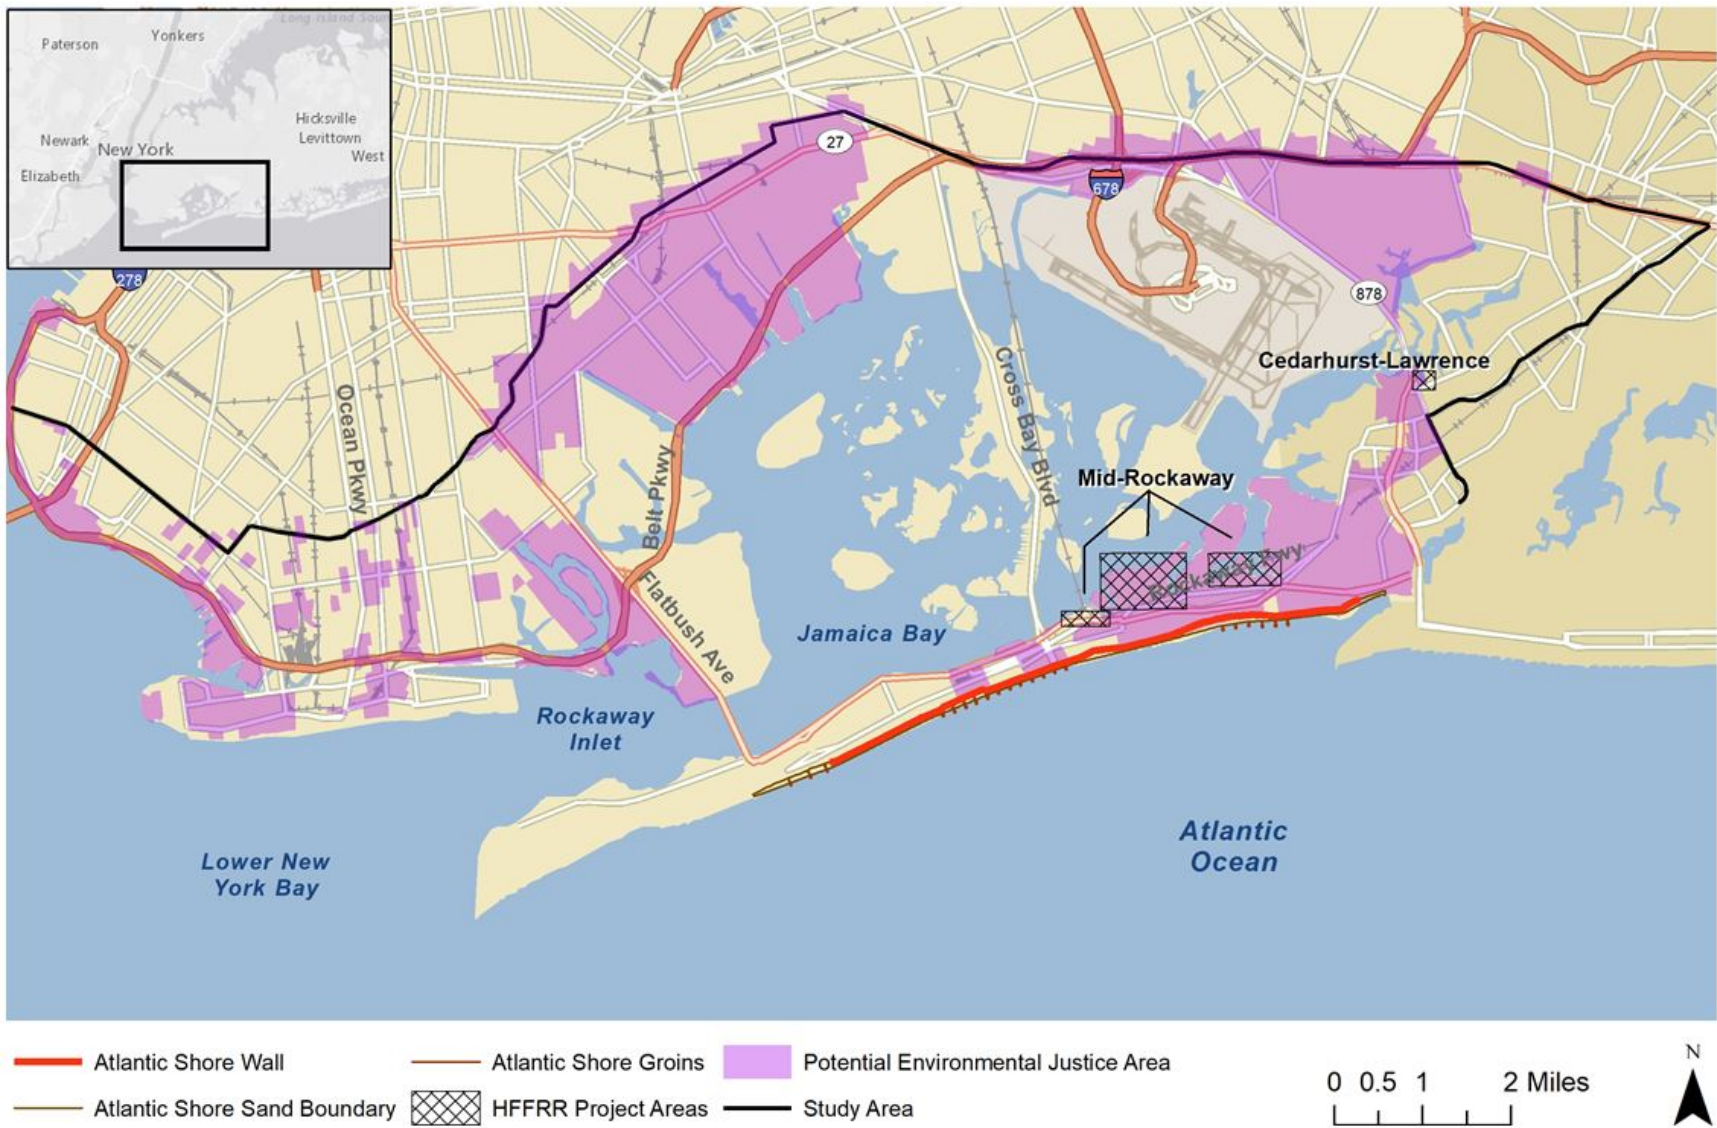 Long Island Soun
Paterson
Yonkers
Hicksville
Levittown
Newark
New York
West
Elizabeth
27
678
278
878
Cedarhurst-Lawrence
Ocean Pkwy
Cross Bay Blvd
Belt Pkwy
Mid-Rockaway
Rockaway Pkwy
Flatbush Ave
Jamaica Bay
Rockaway
Inlet
Atlantic
Ocean
Lower New
York Bay
Atlantic Shore Wall
Atlantic Shore Groins
Potential Environmental Justice Area
Atlantic Shore Sand Boundary
HFFRR Project Areas
Study Area
0 0.5 1 2 Miles
N